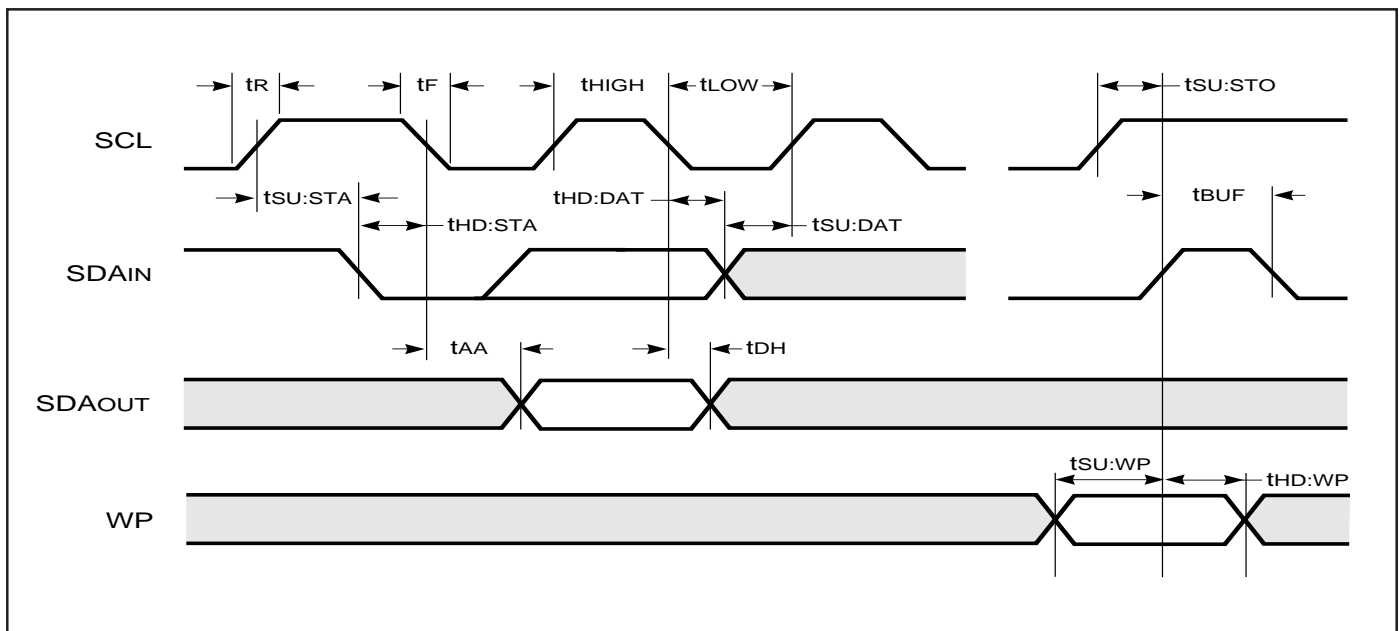 tR
tF
tHIGH
tLOW
tSU:STO
SCL
tSU:STA
tHD:STA
tHD:DAT
tSU:DAT
tBUF
SDAIN
tAA
tDH
SDAOUT
tSU:WP
tHD:WP
WP